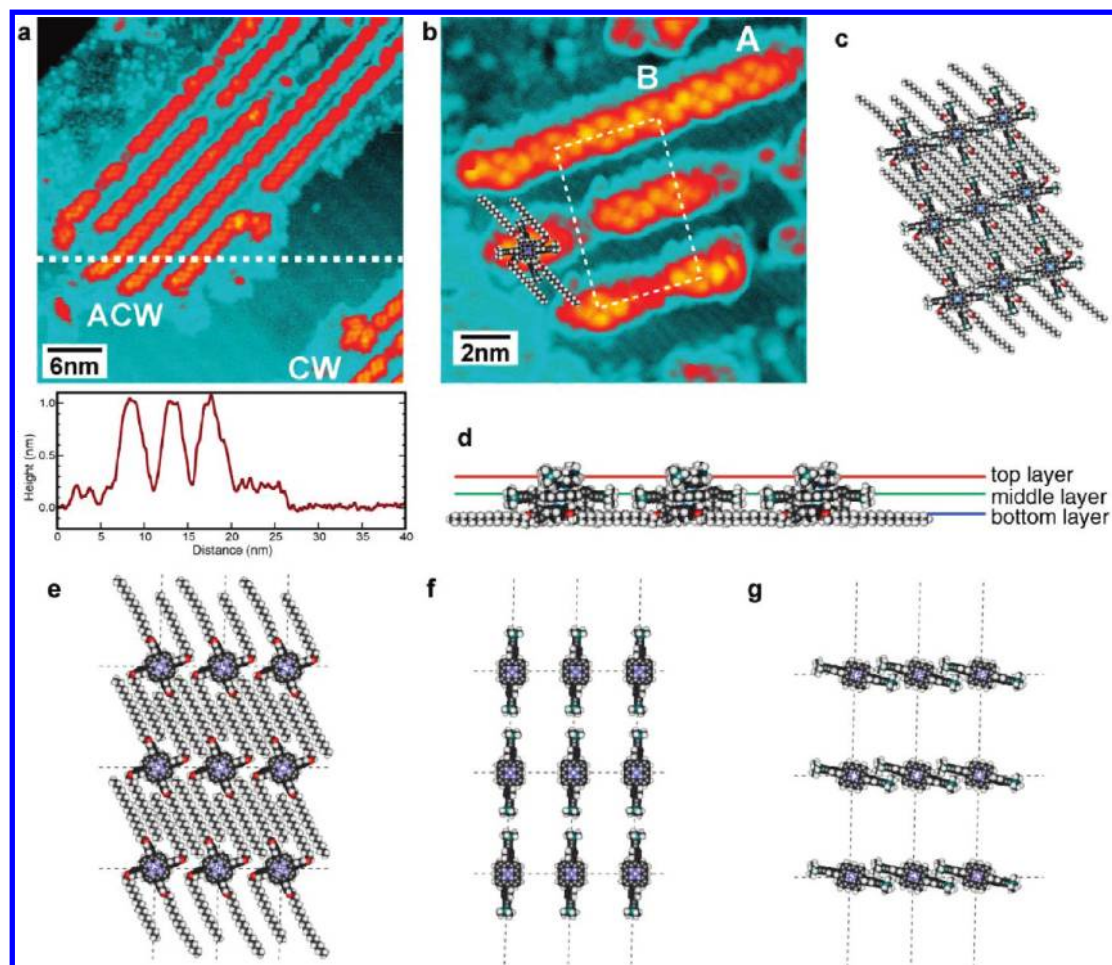 a
ACW
CW
6nm
b
A
B
2nm
c
Height (nm)
1.0
0.5
0.0
0 5 10 15 20 25 30 35 40
Distance (nm)
d
top layer
middle layer
bottom layer
e
f
g